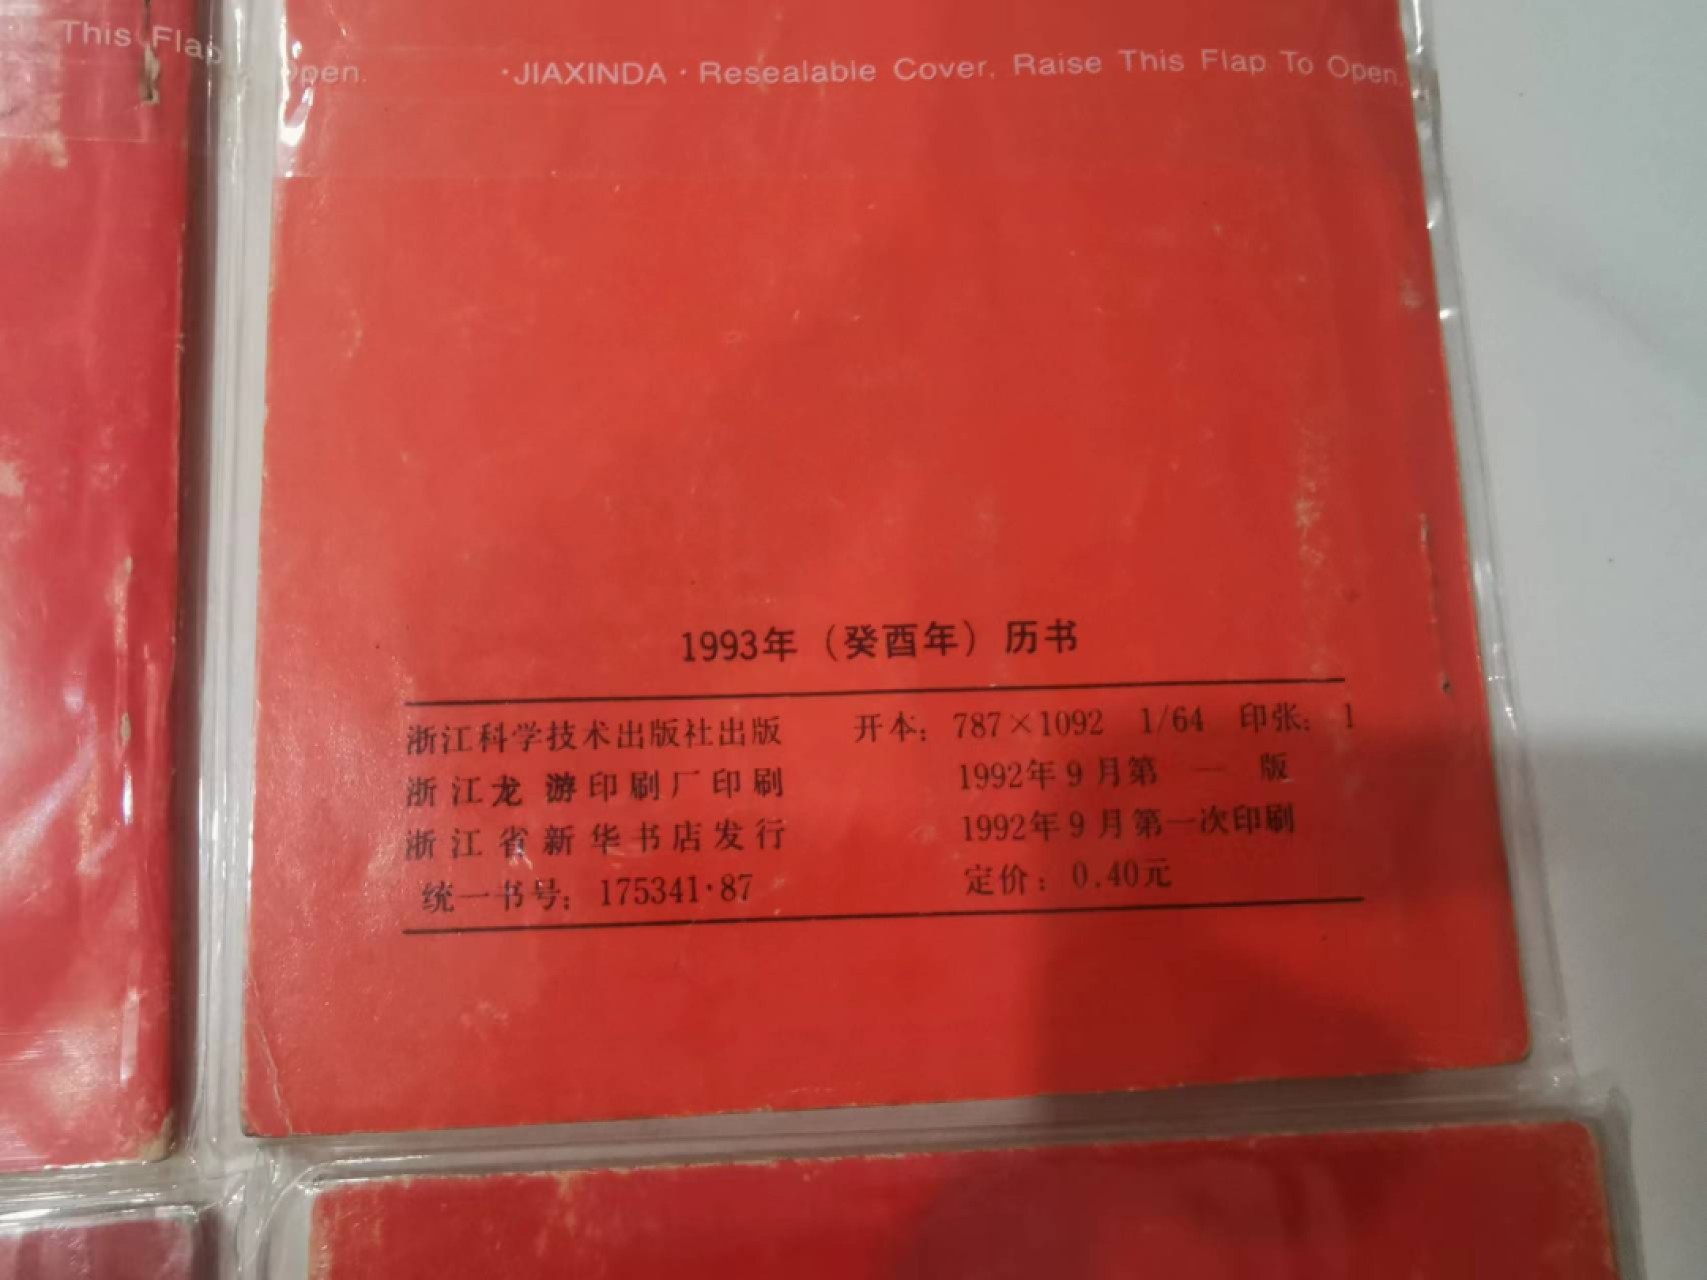 This Flap
Open.
·JIAXINDA·Resealable Cover. Raise This Flap To Open.
1993年（癸酉年）历书
浙江科学技术出版社出版
浙江龙游印刷厂印刷
浙江省新华书店发行
统一书号：175341·87
开本：787×1092 1/64 印张：1
1992年9月第一版
1992年9月第一次印刷
定价：0.40元